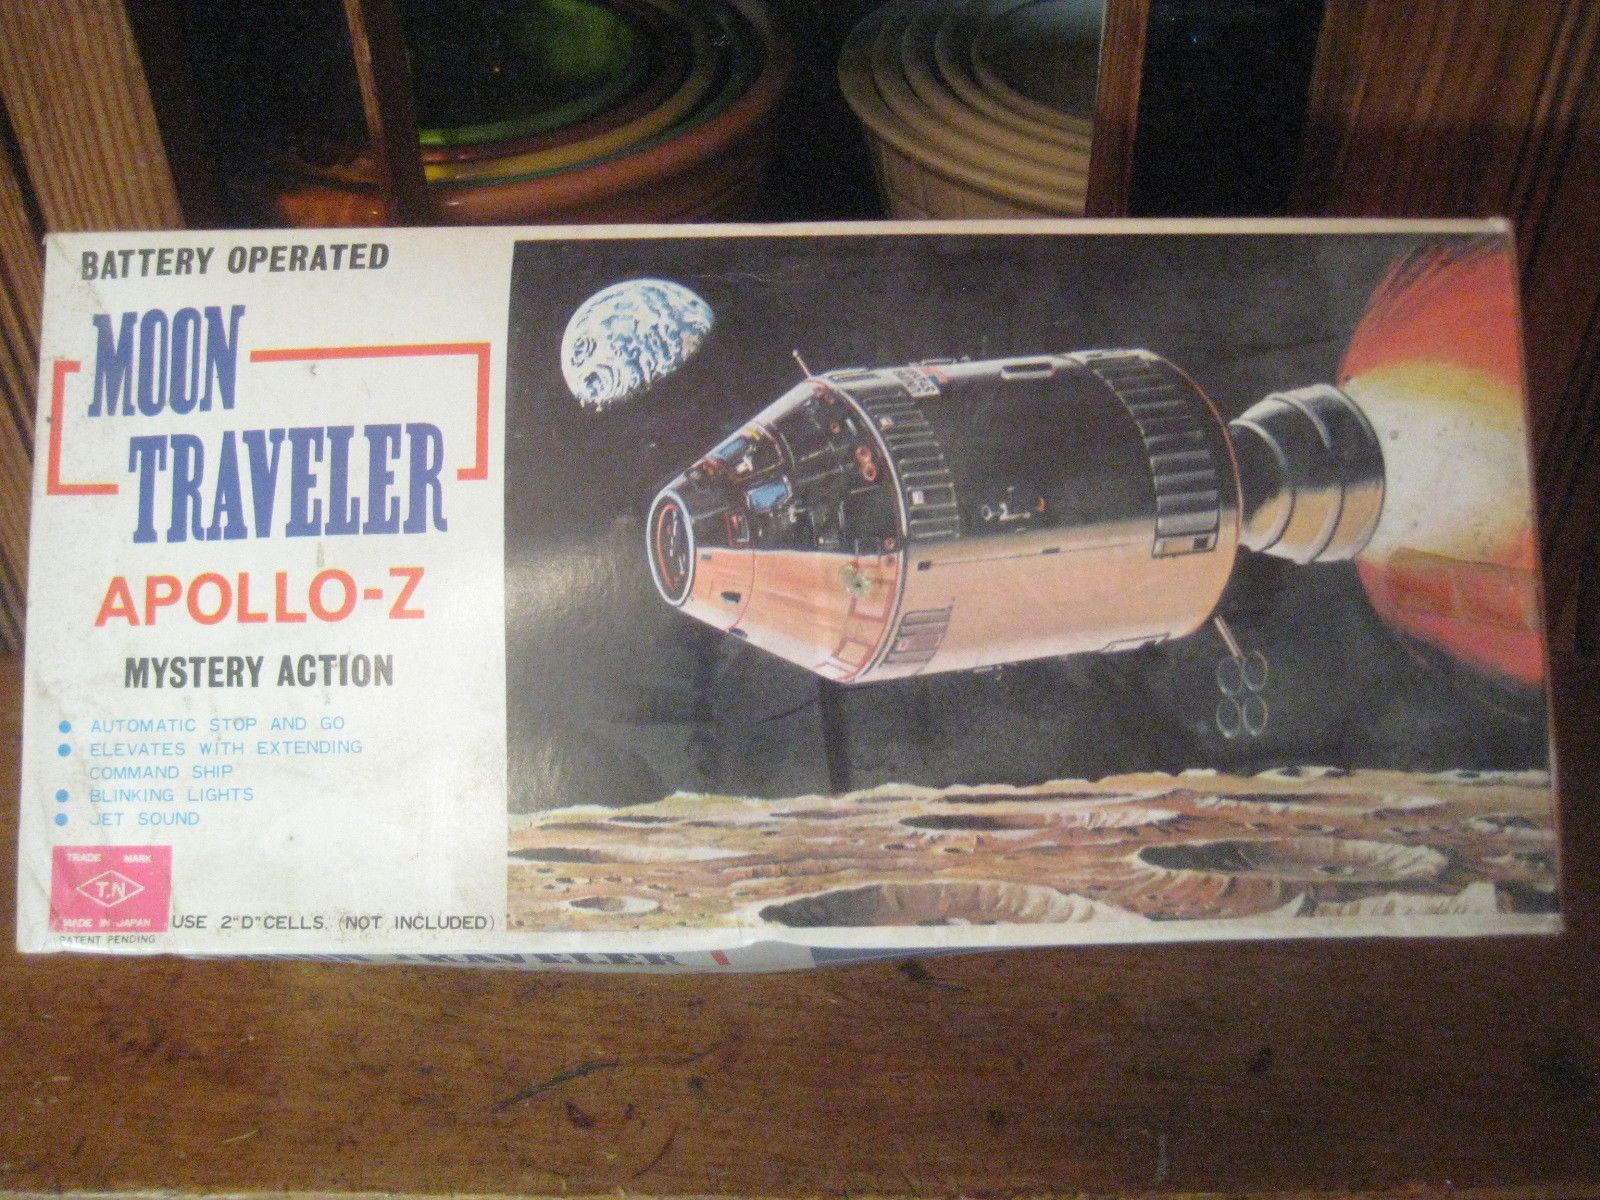 BATTERY OPERATED
MOON
TRAVELER
APOLLO-Z
MYSTERY ACTION
● AUTOMATIC STOP AND GO
● ELEVATES WITH EXTENDING
COMMAND SHIP
● BLINKING LIGHTS
● JET SOUND
TRADE MARK
T.N
MADE IN JAPAN
PATENT PENDING
USE 2"D"CELLS. (NOT INCLUDED)
TRAVELER